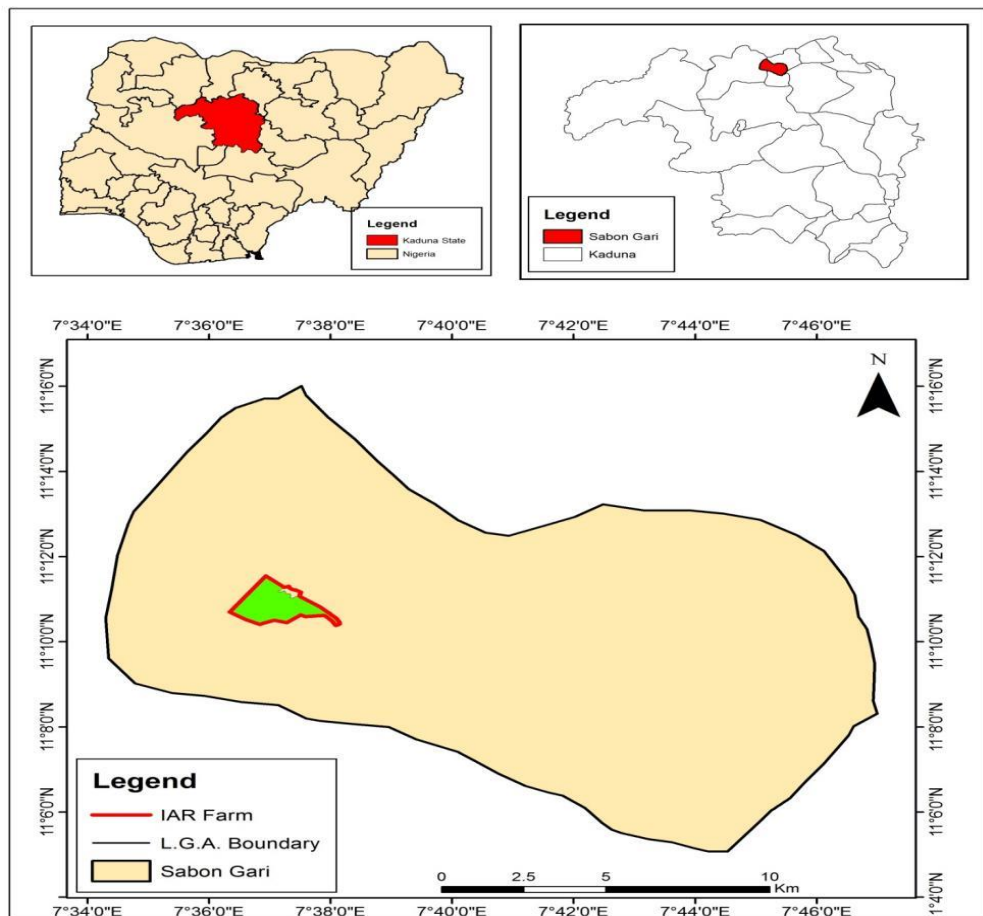 Legend
Kaduna State
Nigeria
Legend
Sabon Gari
Kaduna
7°34'0"E 7°36'0"E 7°38'0"E 7°40'0"E 7°42'0"E 7°44'0"E 7°46'0"E
N
11°16'0"N 11°16'0"N
11°14'0"N 11°14'0"N
11°12'0"N 11°12'0"N
11°10'0"N 11°10'0"N
11°8'0"N 11°8'0"N
11°6'0"N 11°6'0"N
11°4'0"N
Legend
IAR Farm
L.G.A. Boundary
Sabon Gari
0 2.5 5 10
Km
7°34'0"E 7°36'0"E 7°38'0"E 7°40'0"E 7°42'0"E 7°44'0"E 7°46'0"E